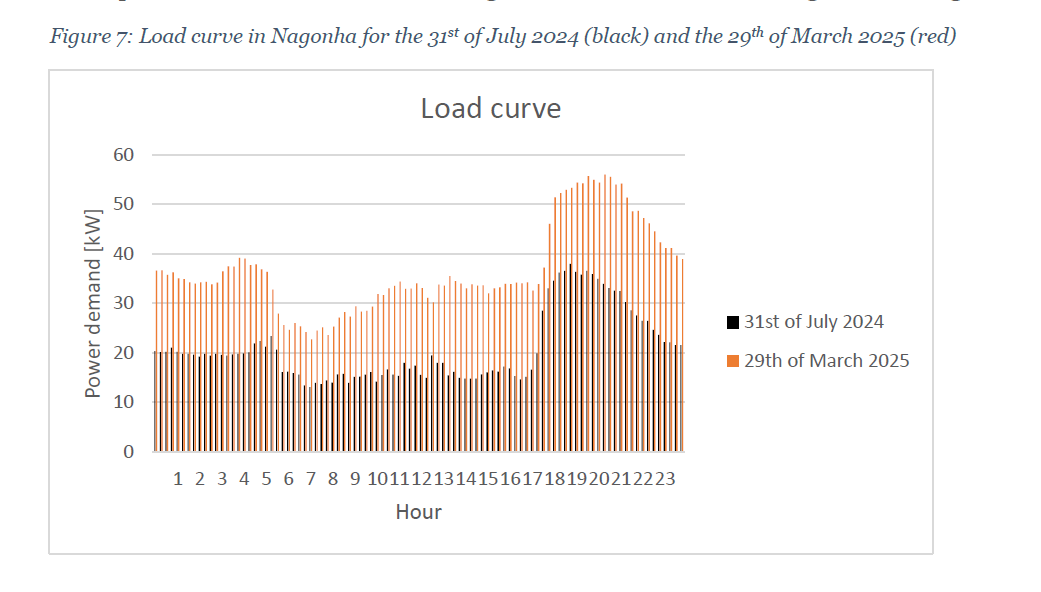 Figure 7: Load curve in Nagonha for the 31st of July 2024 (black) and the 29th of March 2025 (red)
Load curve
60
50
40
30
20
10
0
Power demand [kW]
1 2 3 4 5 6 7 8 9 10 11 12 13 14 15 16 17 18 19 20 21 22 23
Hour
31st of July 2024
29th of March 2025